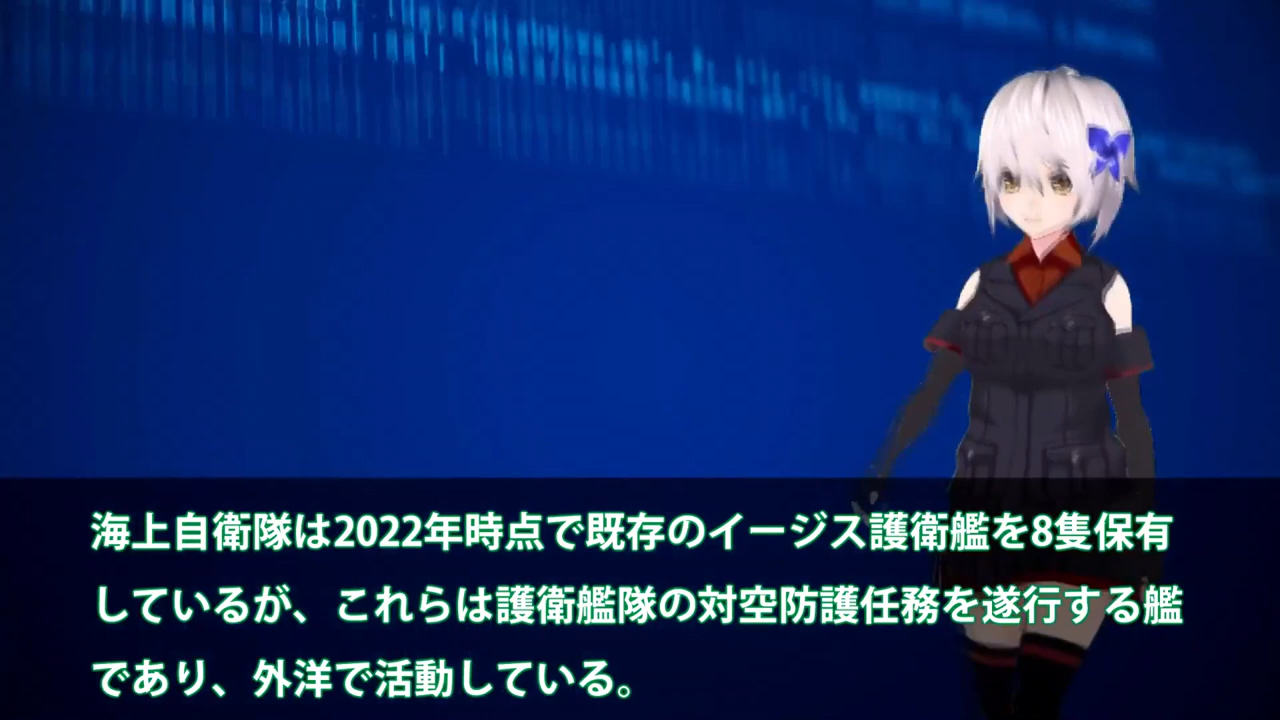 海上自衛隊は2022年時点で既存のイージス護衛艦を8隻保有
しているが、これらは護衛艦隊の対空防護任務を遂行する艦
であり、外洋で活動している。